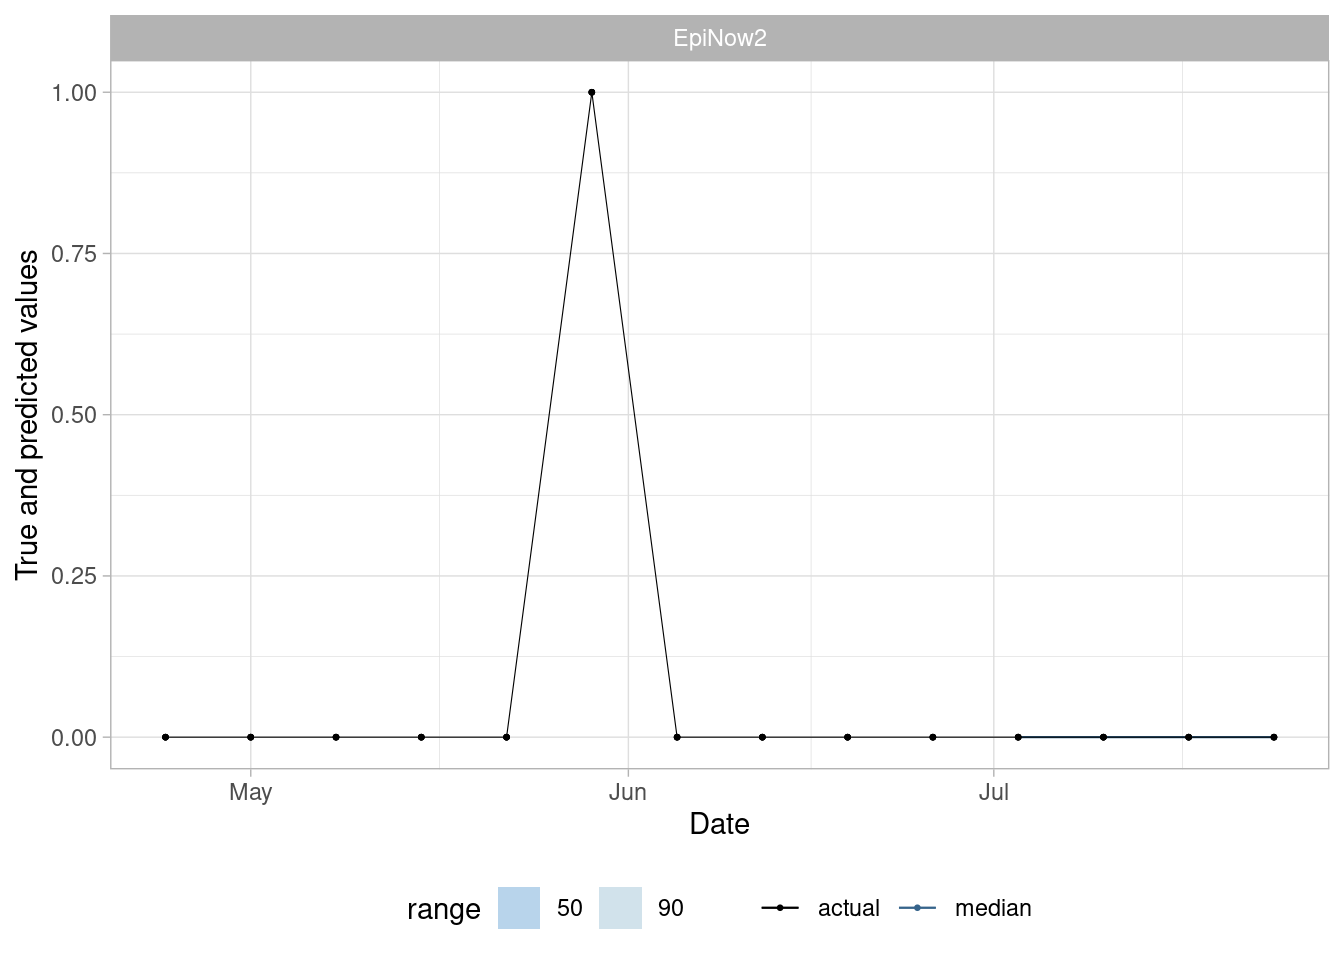 EpiNow2
True and predicted values
1.00
0.75
0.50
0.25
0.00
May Jun Jul
Date
range 50 90 actual median